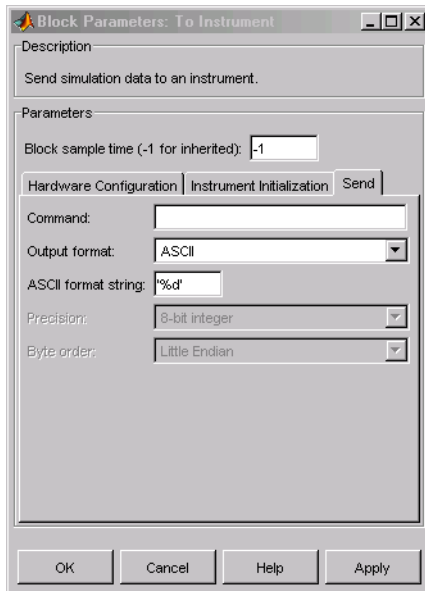 Block Parameters: To Instrument
Description
Send simulation data to an instrument.
Parameters
Block sample time (-1 for inherited): -1
Hardware Configuration Instrument Initialization Send
Command:
Output format: ASCII
ASCII format string: '%d'
Precision: 8-bit integer
Byte order: Little Endian
OK Cancel Help Apply